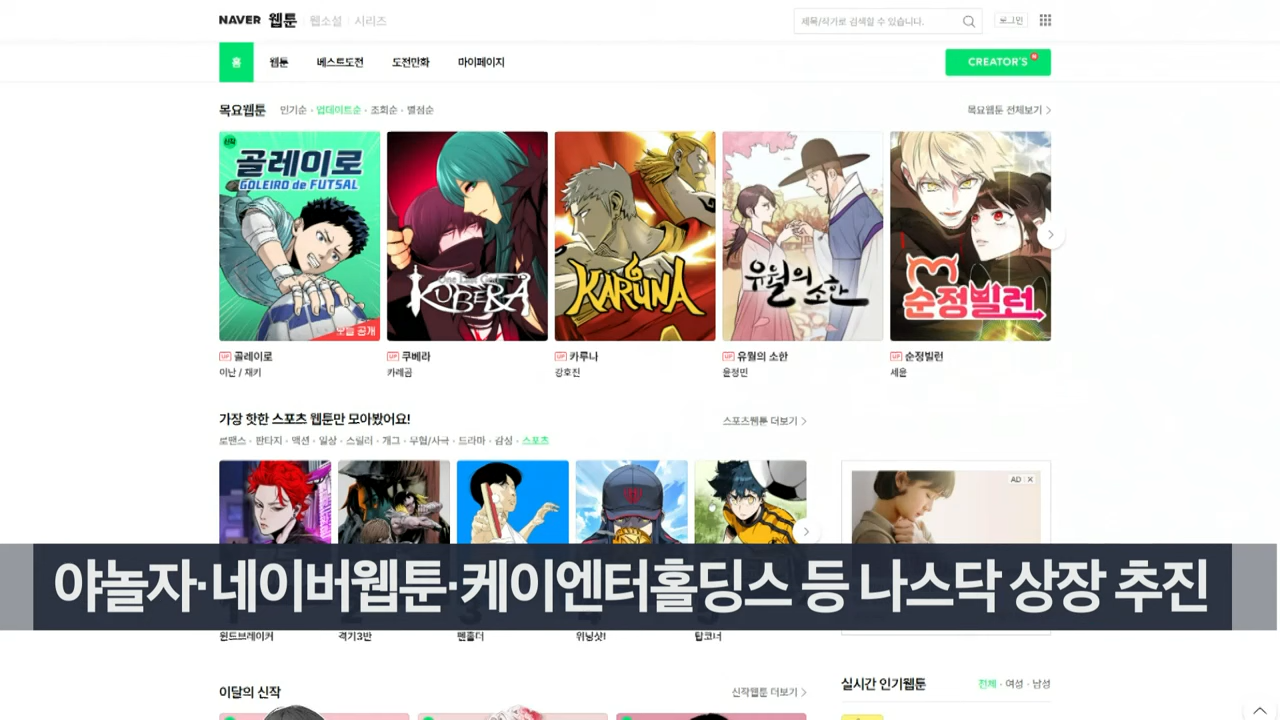 NAVER 웹툰 웹소설 시리즈
제목/작가로 검색할 수 있습니다.
로그인
홈 웹툰 베스트도전 도전만화 마이페이지
CREATOR'S
목요웹툰 인기순 · 업데이트순 · 조회순 · 별점순
목요웹툰 전체보기
신작
골레이로
GOLEIRO de FUTSAL
오늘 공개
KUBERA
KARUNA
유월의 소한
순정빌런
UP 골레이로
이난 / 재키
UP 쿠베라
카레곰
UP 카루나
강호진
UP 유월의 소한
윤정민
UP 순정빌런
세윤
가장 핫한 스포츠 웹툰만 모아봤어요!
스포츠웹툰 더보기
로맨스 · 판타지 · 액션 · 일상 · 스릴러 · 개그 · 무협/사극 · 드라마 · 감성 · 스포츠
AD X
야놀자·네이버웹툰·케이엔터홀딩스 등 나스닥 상장 추진
윈드브레이커
격기3반
펜홀더
위닝샷!
탑코너
이달의 신작
신작웹툰 더보기
실시간 인기웹툰
전체 · 여성 · 남성